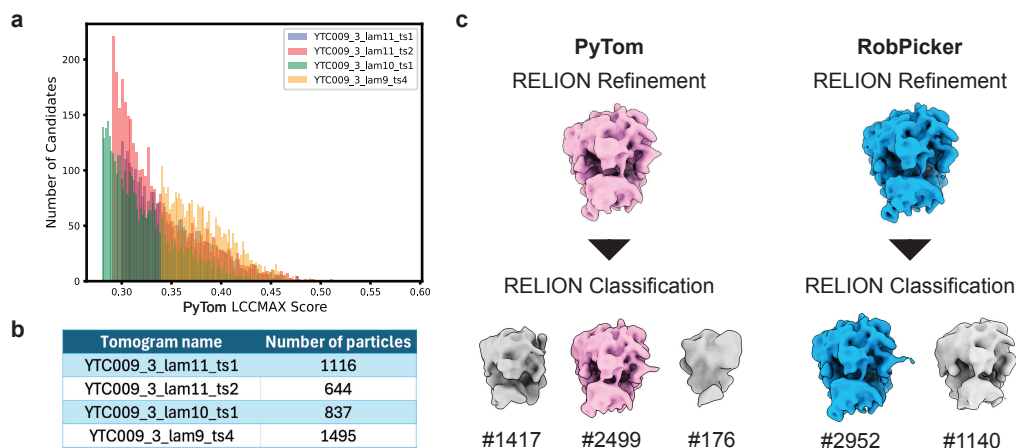 a
Number of Candidates
200
150
100
50
0
YTC009_3_lam11_ts1
YTC009_3_lam11_ts2
YTC009_3_lam10_ts1
YTC009_3_lam9_ts4
0.30 0.35 0.40 0.45 0.50 0.55 0.60
PyTom LCCMAX Score
b
Tomogram name Number of particles
YTC009_3_lam11_ts1 1116
YTC009_3_lam11_ts2 644
YTC009_3_lam10_ts1 837
YTC009_3_lam9_ts4 1495
c
PyTom RobPicker
RELION Refinement RELION Refinement
RELION Classification RELION Classification
#1417 #2499 #176 #2952 #1140